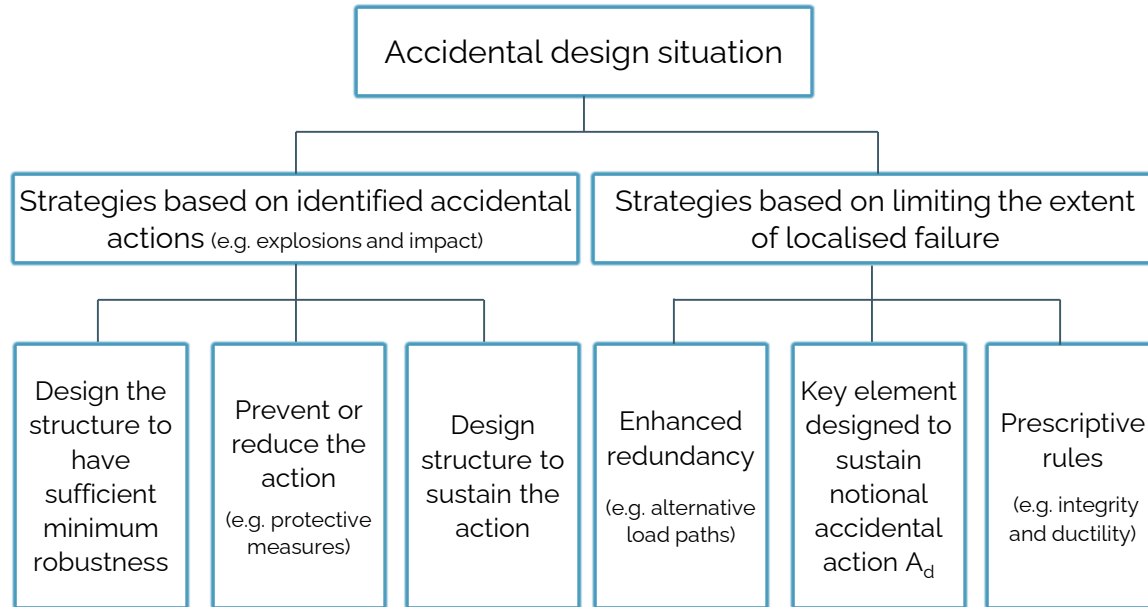 Accidental design situation
Strategies based on identified accidental
actions (e.g. explosions and impact)
Strategies based on limiting the extent
of localised failure
Design the
structure to
have
sufficient
minimum
robustness
Prevent or
reduce the
action
(e.g. protective
measures)
Design
structure to
sustain the
action
Enhanced
redundancy
(e.g. alternative
load paths)
Key element
designed to
sustain
notional
accidental
action Ad
Prescriptive
rules
(e.g. integrity
and ductility)